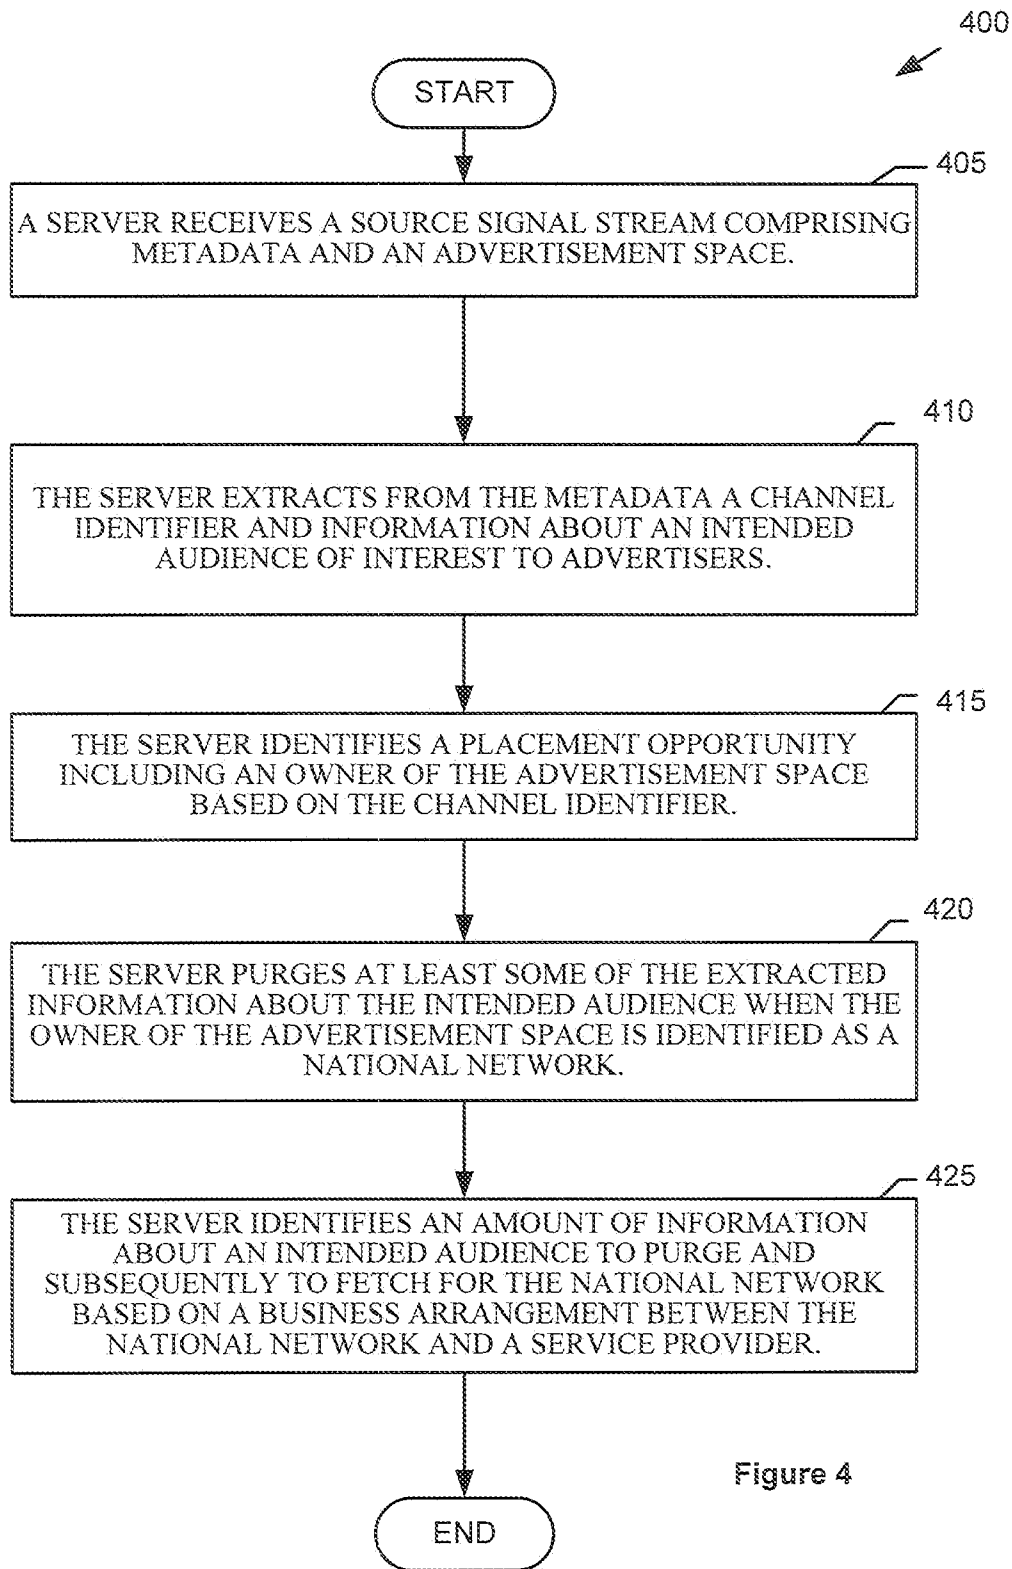 400
START
405
A SERVER RECEIVES A SOURCE SIGNAL STREAM COMPRISING
METADATA AND AN ADVERTISEMENT SPACE.
410
THE SERVER EXTRACTS FROM THE METADATA A CHANNEL
IDENTIFIER AND INFORMATION ABOUT AN INTENDED
AUDIENCE OF INTEREST TO ADVERTISERS.
415
THE SERVER IDENTIFIES A PLACEMENT OPPORTUNITY
INCLUDING AN OWNER OF THE ADVERTISEMENT SPACE
BASED ON THE CHANNEL IDENTIFIER.
420
THE SERVER PURGES AT LEAST SOME OF THE EXTRACTED
INFORMATION ABOUT THE INTENDED AUDIENCE WHEN THE
OWNER OF THE ADVERTISEMENT SPACE IS IDENTIFIED AS A
NATIONAL NETWORK.
425
THE SERVER IDENTIFIES AN AMOUNT OF INFORMATION
ABOUT AN INTENDED AUDIENCE TO PURGE AND
SUBSEQUENTLY TO FETCH FOR THE NATIONAL NETWORK
BASED ON A BUSINESS ARRANGEMENT BETWEEN THE
NATIONAL NETWORK AND A SERVICE PROVIDER.
Figure 4
END